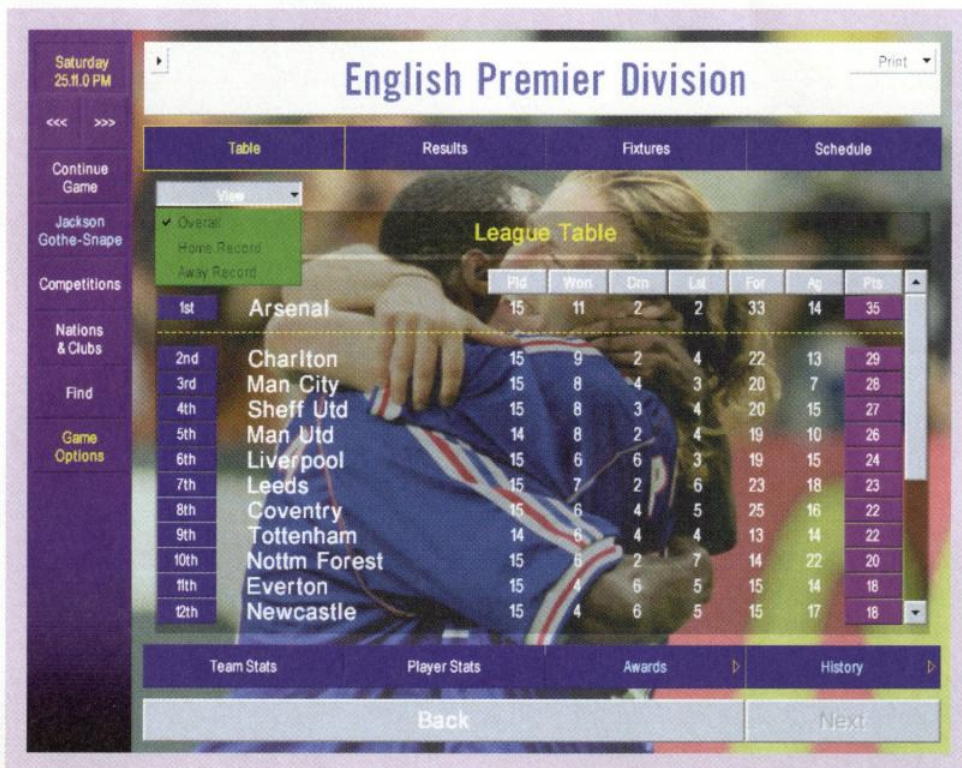 Saturday
25.11.0 PM
<<< >>>
Continue
Game
Jackson
Gothe-Snape
Competitions
Nations
& Clubs
Find
Game
Options
English Premier Division
Print
Table Results Fixtures Schedule
View
Overall
Home Record
Away Record
League Table
Pld Won Drn Lst For Ag Pts
1st Arsenal 15 11 2 2 33 14 35
2nd Charlton 15 9 2 4 22 13 29
3rd Man City 15 8 4 3 20 7 28
4th Sheff Utd 15 8 3 4 20 15 27
5th Man Utd 14 8 2 4 19 10 26
6th Liverpool 15 6 6 3 19 15 24
7th Leeds 15 7 2 6 23 18 23
8th Coventry 15 6 4 5 25 16 22
9th Tottenham 14 6 4 4 13 14 22
10th Nottm Forest 15 6 2 7 14 22 20
11th Everton 15 4 6 5 15 14 18
12th Newcastle 15 4 6 5 15 17 18
Team Stats Player Stats Awards History
Back Next